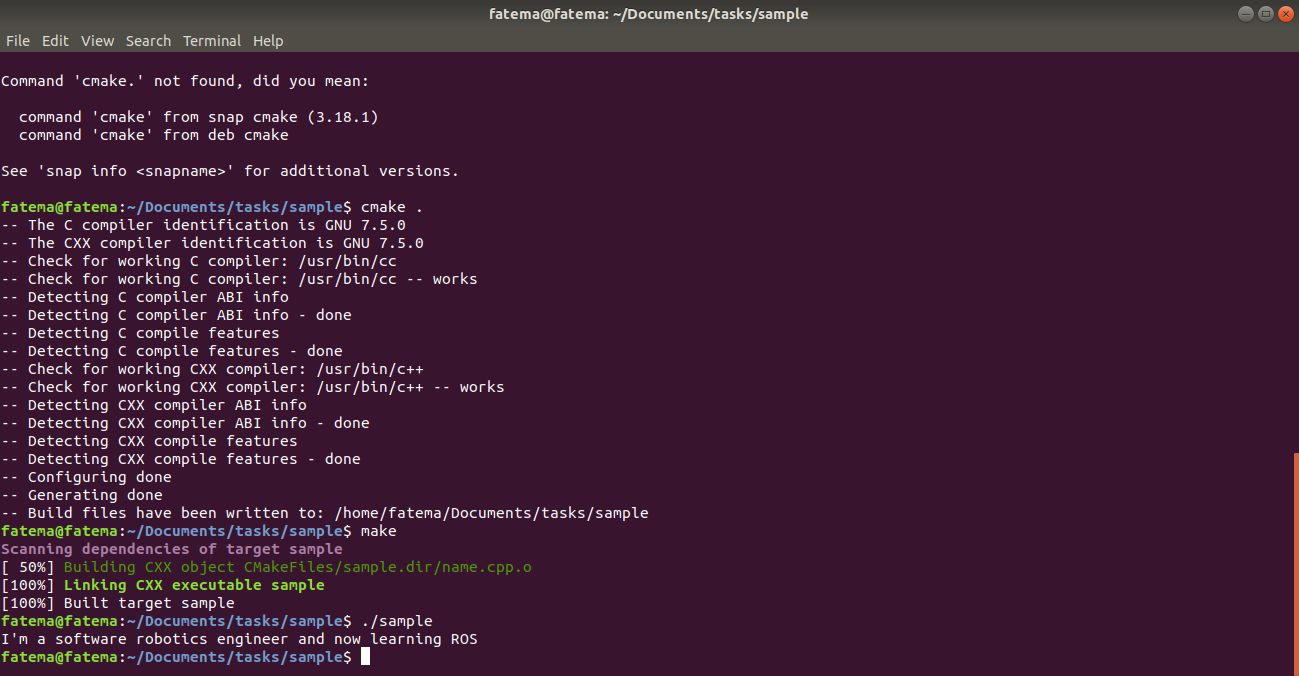 fatema@fatema: ~/Documents/tasks/sample
File Edit View Search Terminal Help
Command 'cmake.' not found, did you mean:
  command 'cmake' from snap cmake (3.18.1)
  command 'cmake' from deb cmake
See 'snap info <snapname>' for additional versions.
fatema@fatema:~/Documents/tasks/sample$ cmake .
-- The C compiler identification is GNU 7.5.0
-- The CXX compiler identification is GNU 7.5.0
-- Check for working C compiler: /usr/bin/cc
-- Check for working C compiler: /usr/bin/cc -- works
-- Detecting C compiler ABI info
-- Detecting C compiler ABI info - done
-- Detecting C compile features
-- Detecting C compile features - done
-- Check for working CXX compiler: /usr/bin/c++
-- Check for working CXX compiler: /usr/bin/c++ -- works
-- Detecting CXX compiler ABI info
-- Detecting CXX compiler ABI info - done
-- Detecting CXX compile features
-- Detecting CXX compile features - done
-- Configuring done
-- Generating done
-- Build files have been written to: /home/fatema/Documents/tasks/sample
fatema@fatema:~/Documents/tasks/sample$ make
Scanning dependencies of target sample
[ 50%] Building CXX object CMakeFiles/sample.dir/name.cpp.o
[100%] Linking CXX executable sample
[100%] Built target sample
fatema@fatema:~/Documents/tasks/sample$ ./sample
I'm a software robotics engineer and now learning ROS
fatema@fatema:~/Documents/tasks/sample$